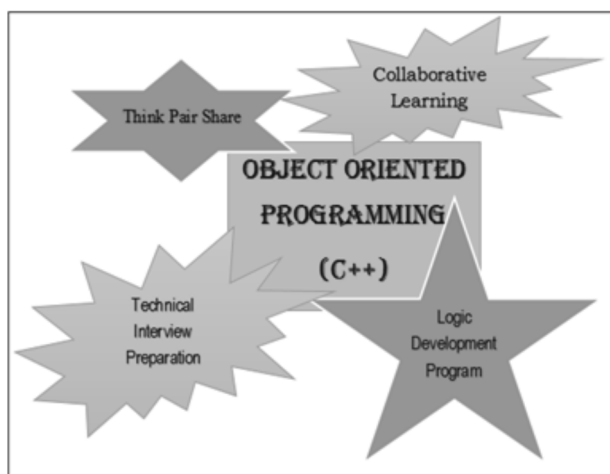 Collaborative
Learning
Think Pair Share
OBJECT ORIENTED
PROGRAMMING
(C++)
Technical
Interview
Preparation
Logic
Development
Program